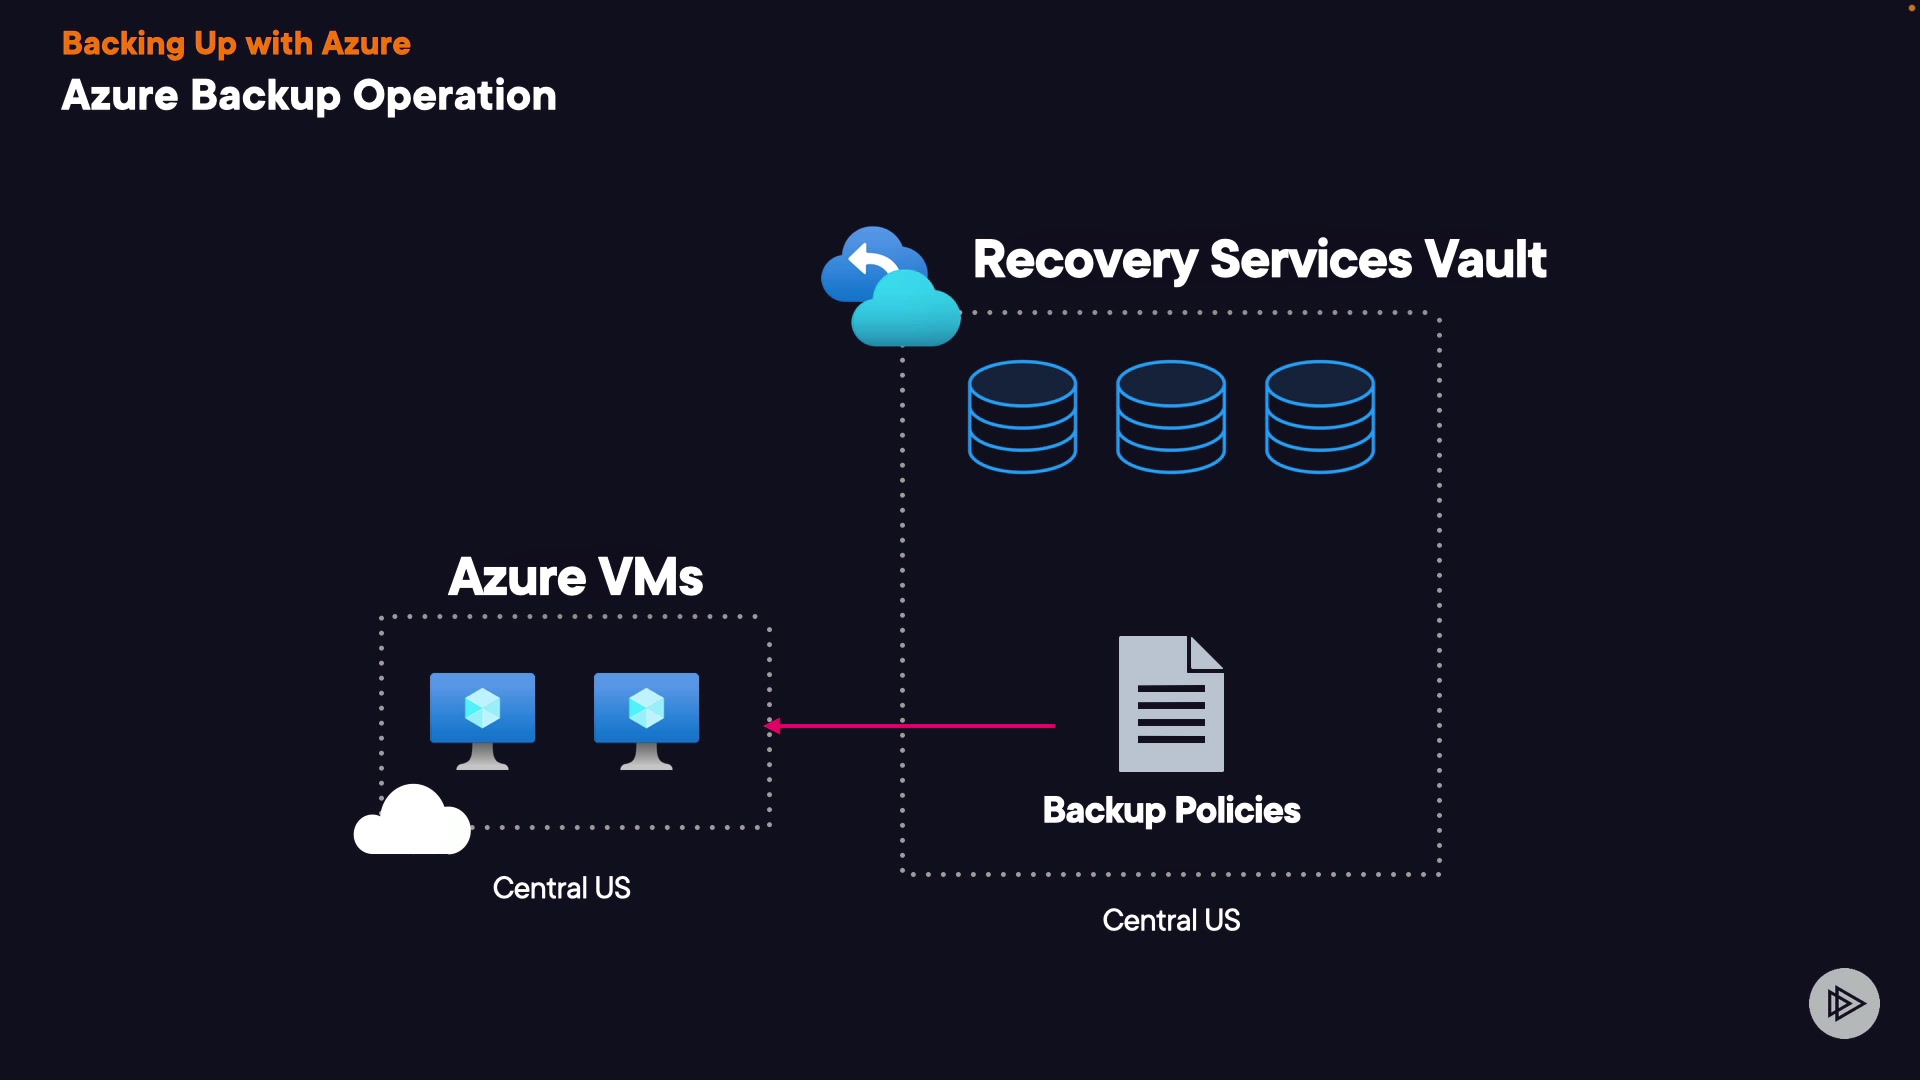 Backing Up with Azure
Azure Backup Operation
Recovery Services Vault
Azure VMs
Backup Policies
Central US
Central US